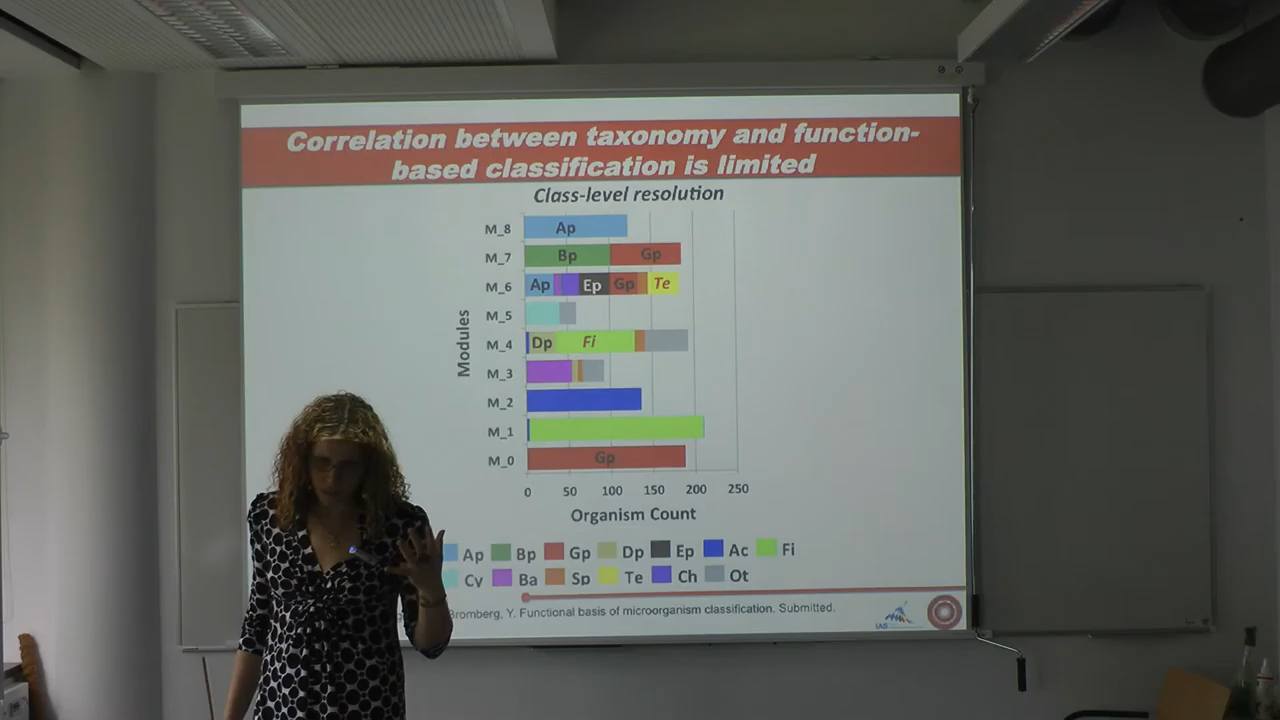 Correlation between taxonomy and function-
based classification is limited
Class-level resolution
M_8 Ap
M_7 Bp Gp
M_6 Ap Ep Gp Te
M_5
M_4 Dp Fi
M_3
M_2
M_1
M_0 Gp
Modules
0 50 100 150 200 250
Organism Count
Ap Bp Gp Dp Ep Ac Fi
Cy Ba Sp Te Ch Ot
Bromberg, Y. Functional basis of microorganism classification. Submitted.
IAS